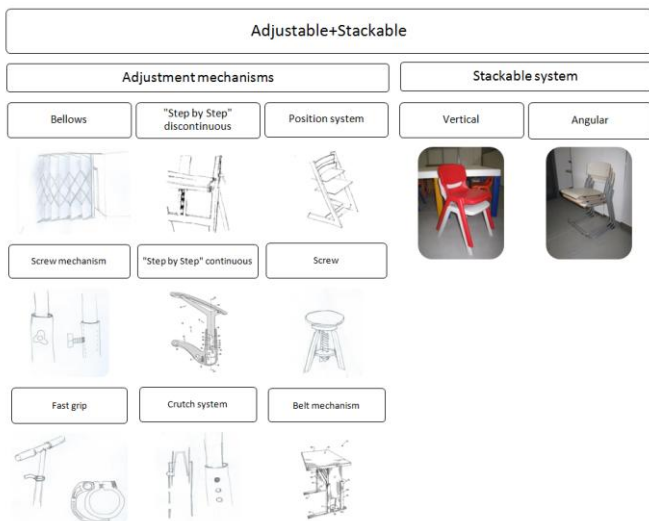 Adjustable+Stackable
Adjustment mechanisms
Stackable system
Bellows
"Step by Step"
discontinuous
Position system
Vertical
Angular
Screw mechanism
"Step by Step" continuous
Screw
Fast grip
Crutch system
Belt mechanism